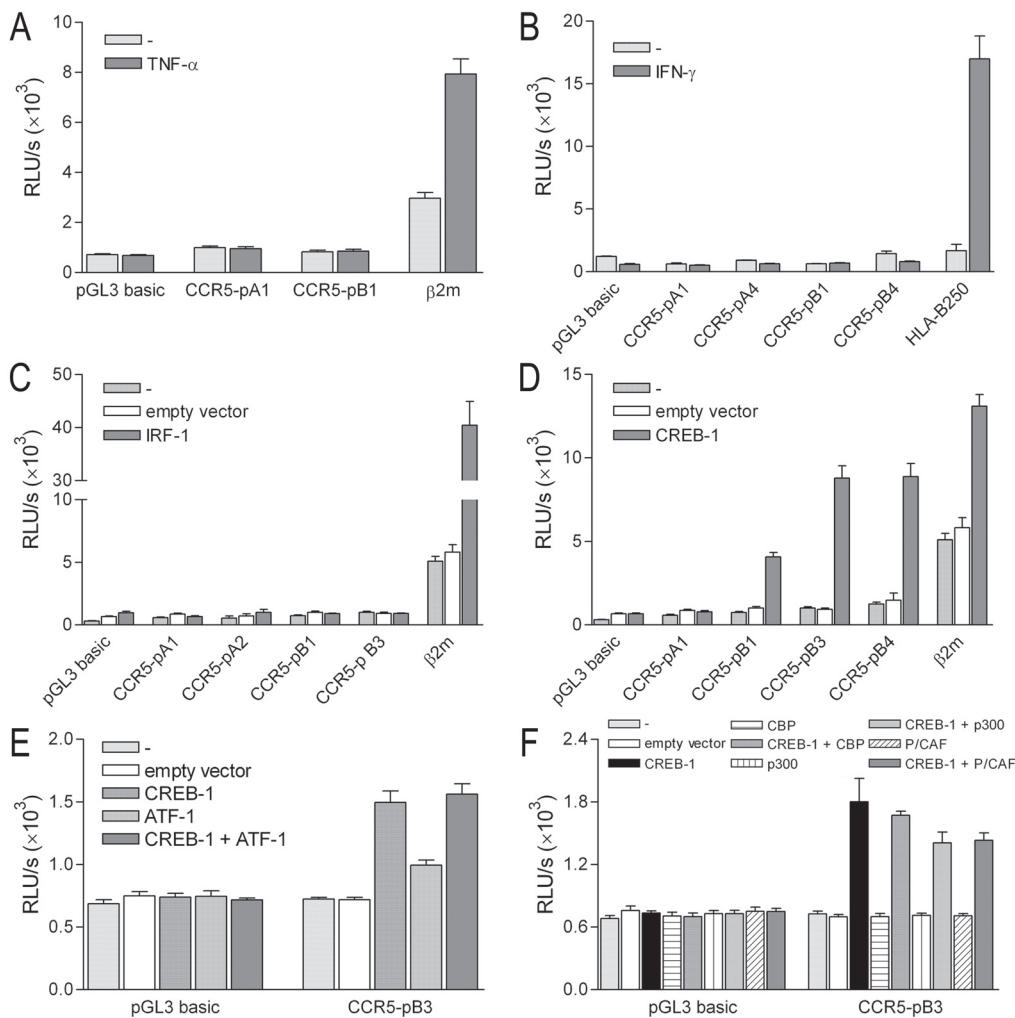 A
RLU/s (×10³)
10
8
6
4
2
0
-
TNF-α
pGL3 basic CCR5-pA1 CCR5-pB1 β2m
B
RLU/s (×10³)
20
15
10
5
0
-
IFN-γ
pGL3 basic CCR5-pA1 CCR5-pA4 CCR5-pB1 CCR5-pB4 HLA-B250
C
RLU/s (×10³)
50
40
30
10
5
0
-
empty vector
IRF-1
pGL3 basic CCR5-pA1 CCR5-pA2 CCR5-pB1 CCR5-p B3 β2m
D
RLU/s (×10³)
15
10
5
0
-
empty vector
CREB-1
pGL3 basic CCR5-pA1 CCR5-pB1 CCR5-pB3 CCR5-pB4 β2m
E
RLU/s (×10³)
2.0
1.5
1.0
0.5
0.0
-
empty vector
CREB-1
ATF-1
CREB-1 + ATF-1
pGL3 basic CCR5-pB3
F
RLU/s (×10³)
2.4
1.8
1.2
0.6
0.0
- CBP CREB-1 + p300
empty vector CREB-1 + CBP P/CAF
CREB-1 p300 CREB-1 + P/CAF
pGL3 basic CCR5-pB3